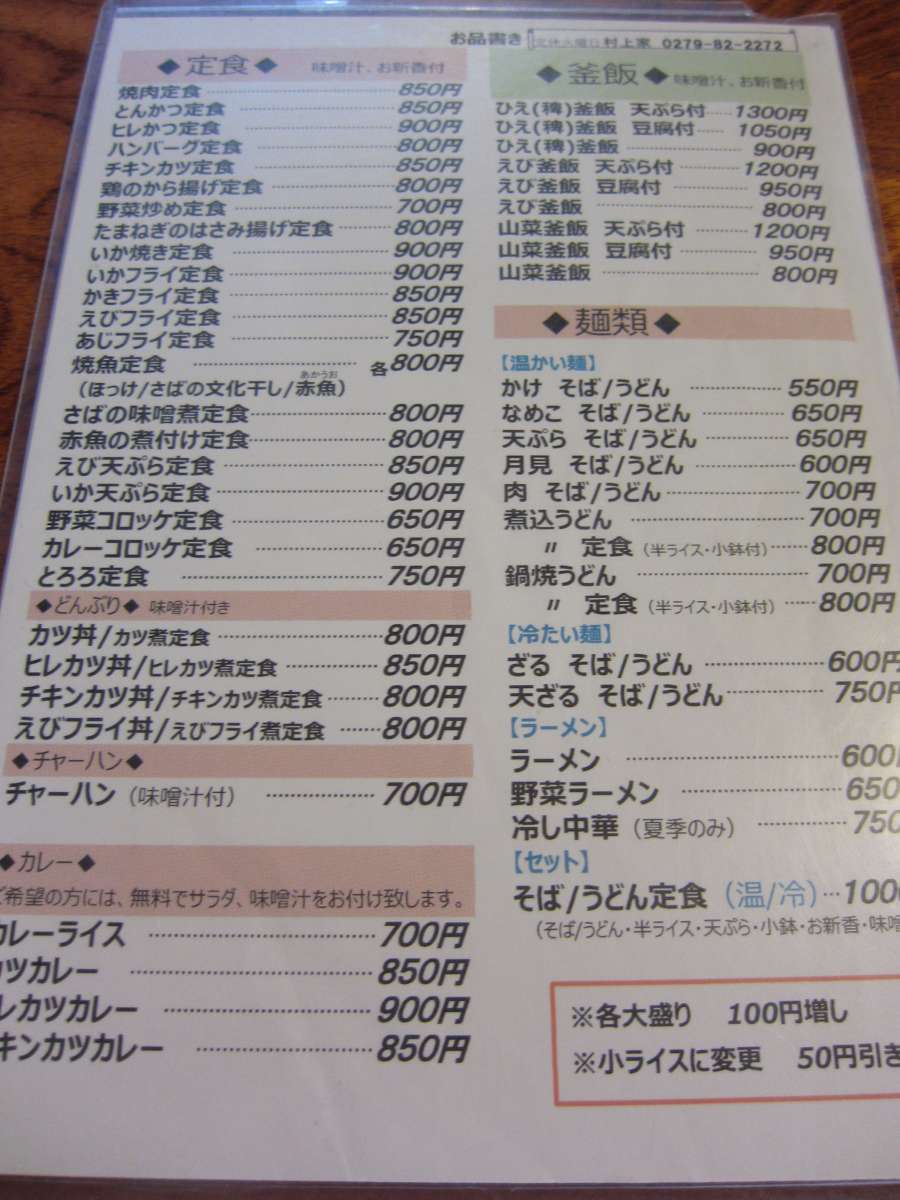 お品書き 定休火曜日 村上家 0279-82-2272
◆定食◆ 味噌汁、お新香付
焼肉定食 850円
とんかつ定食 850円
ヒレかつ定食 900円
ハンバーグ定食 800円
チキンカツ定食 850円
鶏のから揚げ定食 800円
野菜炒め定食 700円
たまねぎのはさみ揚げ定食 800円
いか焼き定食 900円
いかフライ定食 900円
かきフライ定食 850円
えびフライ定食 850円
あじフライ定食 750円
焼魚定食 各800円
(ほっけ/さばの文化干し/赤魚)
あかうお
さばの味噌煮定食 800円
赤魚の煮付け定食 800円
えび天ぷら定食 850円
いか天ぷら定食 900円
野菜コロッケ定食 650円
カレーコロッケ定食 650円
とろろ定食 750円
◆どんぶり◆ 味噌汁付き
カツ丼/カツ煮定食 800円
ヒレカツ丼/ヒレカツ煮定食 850円
チキンカツ丼/チキンカツ煮定食 800円
えびフライ丼/えびフライ煮定食 800円
◆チャーハン◆
チャーハン(味噌汁付) 700円
◆カレー◆
希望の方には、無料でサラダ、味噌汁をお付け致します。
カレーライス 700円
ツカレー 850円
レカツカレー 900円
キンカツカレー 850円
◆釜飯◆ 味噌汁、お新香付
ひえ(稗)釜飯 天ぷら付 1300円
ひえ(稗)釜飯 豆腐付 1050円
ひえ(稗)釜飯 900円
えび釜飯 天ぷら付 1200円
えび釜飯 豆腐付 950円
えび釜飯 800円
山菜釜飯 天ぷら付 1200円
山菜釜飯 豆腐付 950円
山菜釜飯 800円
◆麺類◆
【温かい麺】
かけ そば/うどん 550円
なめこ そば/うどん 650円
天ぷら そば/うどん 650円
月見 そば/うどん 600円
肉 そば/うどん 700円
煮込うどん 700円
〃 定食(半ライス・小鉢付) 800円
鍋焼うどん 700円
〃 定食(半ライス・小鉢付) 800円
【冷たい麺】
ざる そば/うどん 600円
天ざる そば/うどん 750円
【ラーメン】
ラーメン 600円
野菜ラーメン 650
冷し中華(夏季のみ) 750
【セット】
そば/うどん定食(温/冷) 1000
(そば/うどん・半ライス・天ぷら・小鉢・お新香・味噌
※各大盛り 100円増し
※小ライスに変更 50円引き